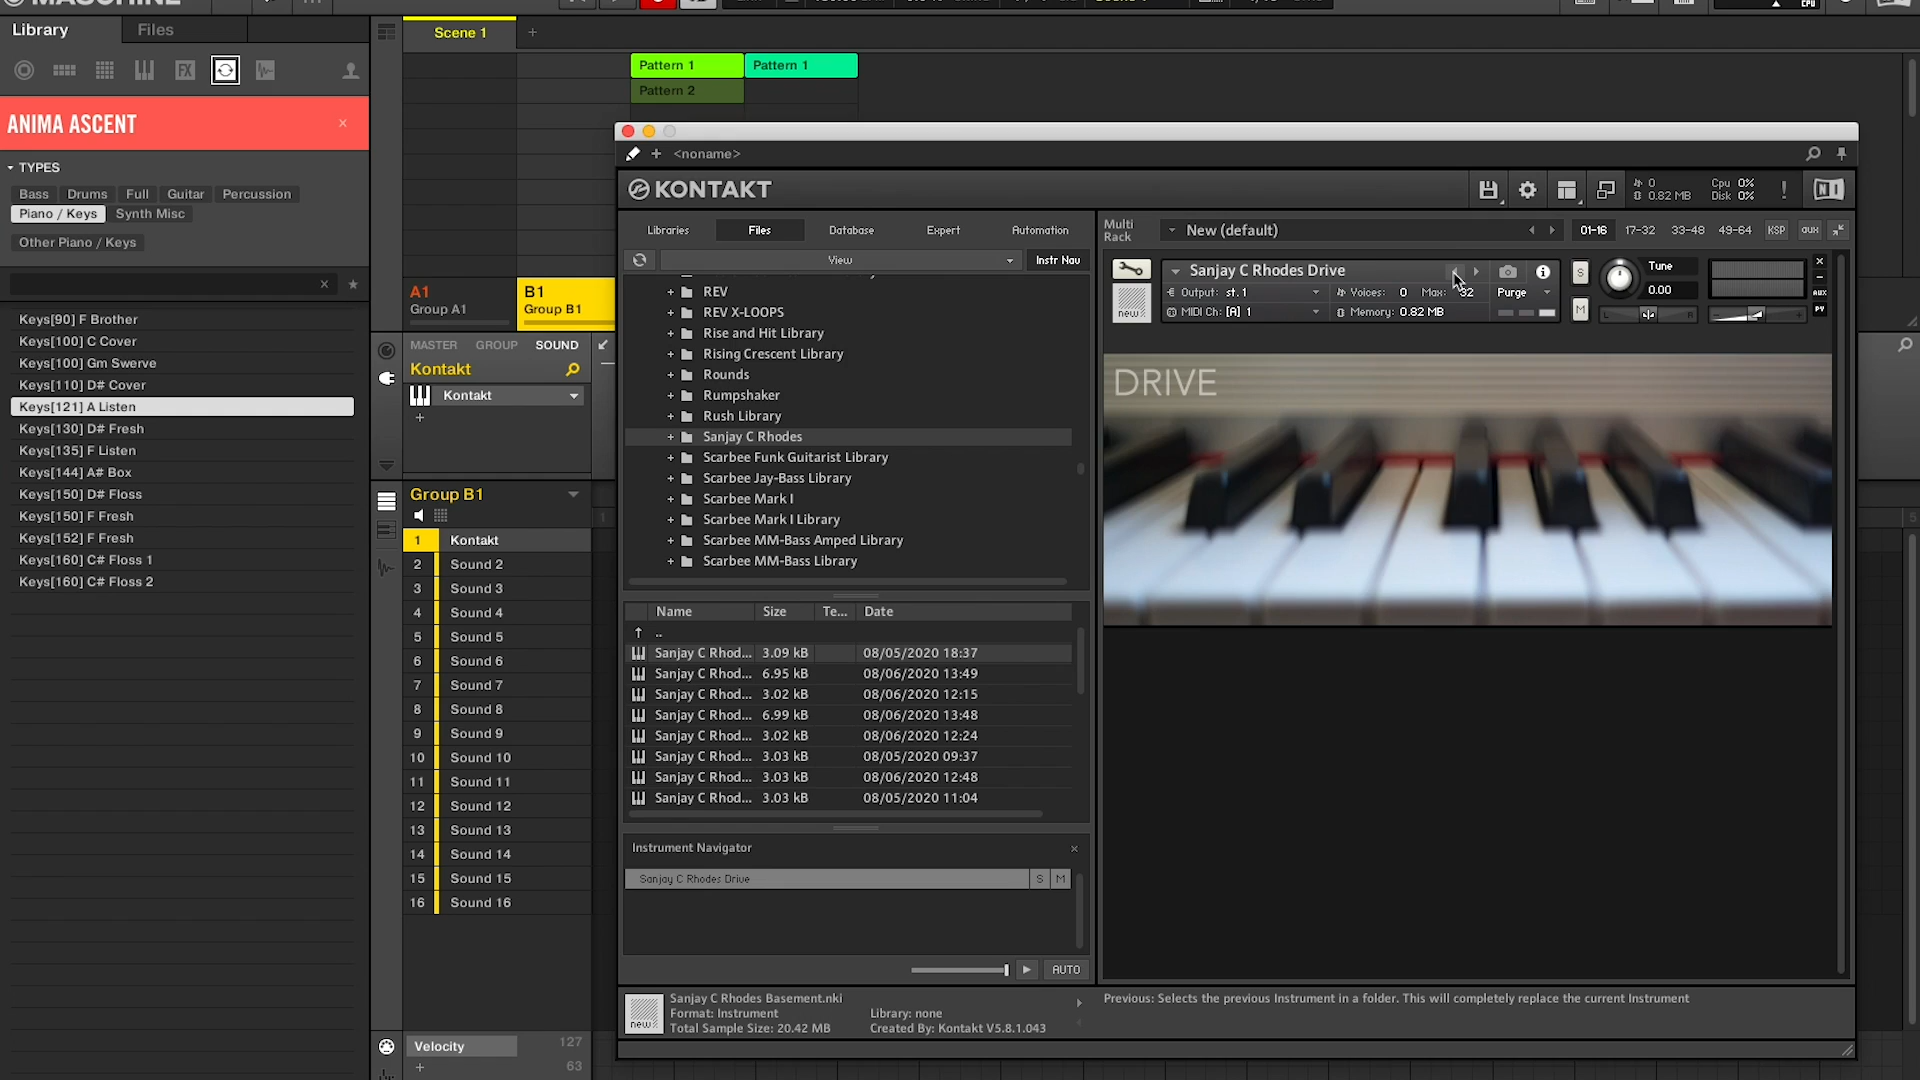 MASCHINE
Library
Files
Scene 1
+
FX
Pattern 1
Pattern 1
Pattern 2
ANIMA ASCENT
×
TYPES
Bass
Drums
Full
Guitar
Percussion
Piano / Keys
Synth Misc
Other Piano / Keys
Keys[90] F Brother
Keys[100] C Cover
Keys[100] Gm Swerve
Keys[110] D# Cover
Keys[121] A Listen
Keys[130] D# Fresh
Keys[135] F Listen
Keys[144] A# Box
Keys[150] D# Floss
Keys[150] F Fresh
Keys[152] F Fresh
Keys[160] C# Floss 1
Keys[160] C# Floss 2
A1
Group A1
B1
Group B1
MASTER
GROUP
SOUND
Kontakt
Kontakt
+
Group B1
1 Kontakt
2 Sound 2
3 Sound 3
4 Sound 4
5 Sound 5
6 Sound 6
7 Sound 7
8 Sound 8
9 Sound 9
10 Sound 10
11 Sound 11
12 Sound 12
13 Sound 13
14 Sound 14
15 Sound 15
16 Sound 16
Velocity
127
63
+
+ <noname>
KONTAKT
0
0.82 MB
Cpu 0%
Disk 0%
!
NI
Libraries
Files
Database
Expert
Automation
View
Instr Nav
+ REV
+ REV X-LOOPS
+ Rise and Hit Library
+ Rising Crescent Library
+ Rounds
+ Rumpshaker
+ Rush Library
+ Sanjay C Rhodes
+ Scarbee Funk Guitarist Library
+ Scarbee Jay-Bass Library
+ Scarbee Mark I
+ Scarbee Mark I Library
+ Scarbee MM-Bass Amped Library
+ Scarbee MM-Bass Library
Name Size Te... Date
..
Sanjay C Rhod... 3.09 kB 08/05/2020 18:37
Sanjay C Rhod... 6.95 kB 08/06/2020 13:49
Sanjay C Rhod... 3.02 kB 08/06/2020 12:15
Sanjay C Rhod... 6.99 kB 08/06/2020 13:48
Sanjay C Rhod... 3.02 kB 08/06/2020 12:24
Sanjay C Rhod... 3.03 kB 08/05/2020 09:37
Sanjay C Rhod... 3.03 kB 08/06/2020 12:48
Sanjay C Rhod... 3.03 kB 08/05/2020 11:04
Instrument Navigator
×
Sanjay C Rhodes Drive
S
M
AUTO
new
Sanjay C Rhodes Basement.nki
Format: Instrument
Library: none
Total Sample Size: 20.42 MB
Created By: Kontakt V5.8.1.043
Multi
Rack
New (default)
01-16
17-32
33-48
49-64
KSP
aux
Sanjay C Rhodes Drive
Output: st.1
Voices: 0
Max: 32
Purge
MIDI Ch: [A] 1
Memory: 0.82 MB
new
S
M
Tune
0.00
L
R
AUX
PV
DRIVE
Previous: Selects the previous Instrument in a folder. This will completely replace the current Instrument